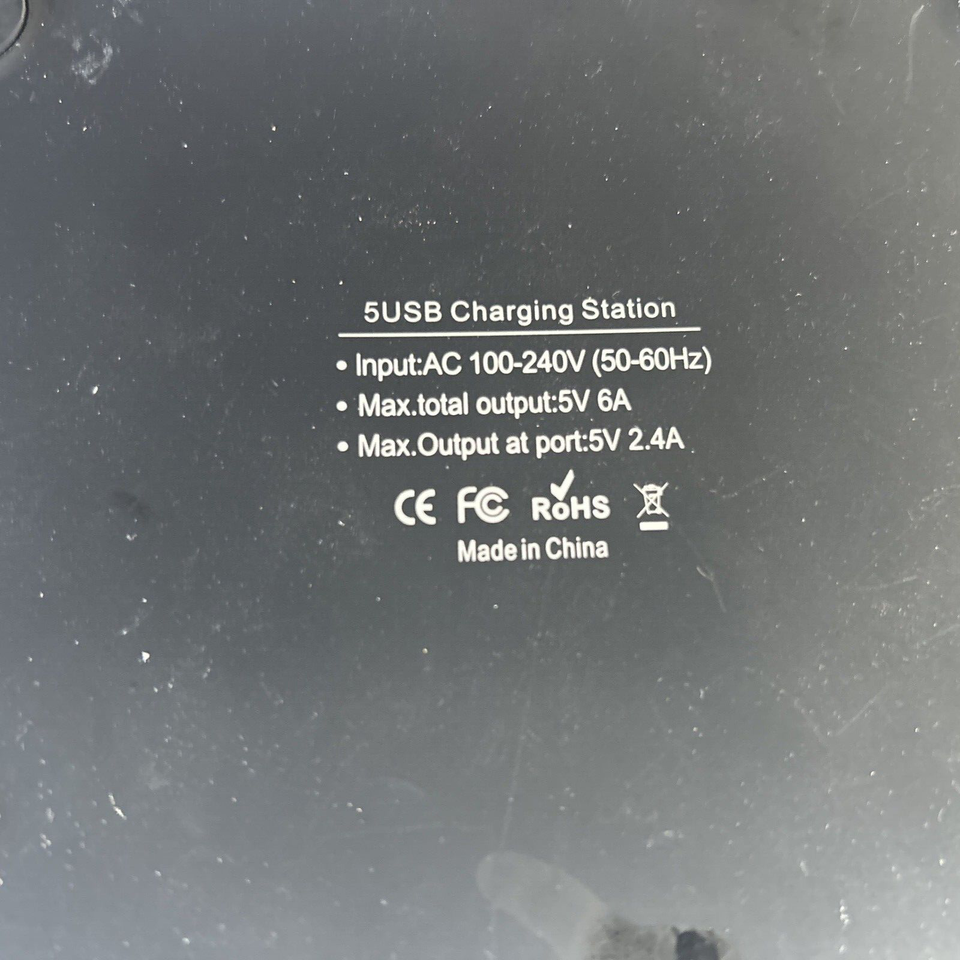 5USB Charging Station
• Input:AC 100-240V (50-60Hz)
• Max.total output:5V 6A
• Max.Output at port:5V 2.4A
CE FC RoHS
Made in China